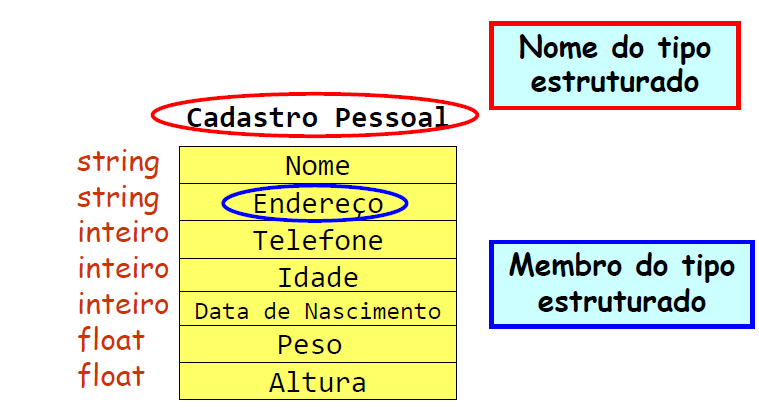 Nome do tipo
estruturado
Cadastro Pessoal
string Nome
string Endereço
inteiro Telefone
inteiro Idade
inteiro Data de Nascimento
float Peso
float Altura
Membro do tipo
estruturado